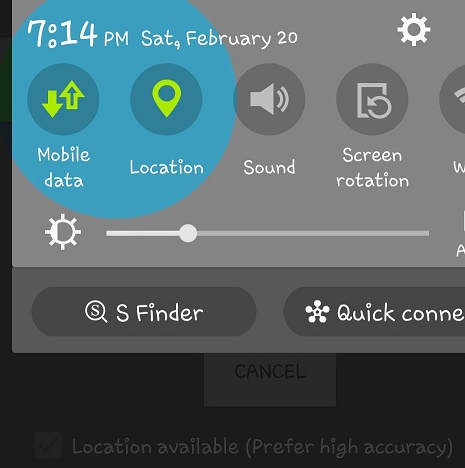 7:14 PM Sat, February 20
Mobile data
Location
Sound
Screen rotation
S Finder
Quick conne
CANCEL
Location available (Prefer high accuracy)